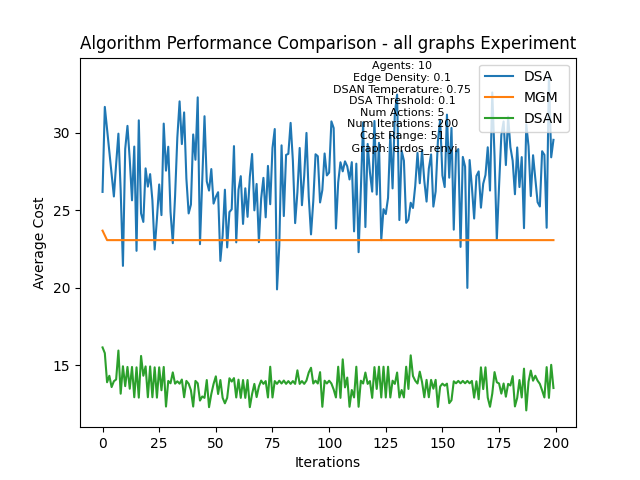 Algorithm Performance Comparison - all graphs Experiment
Agents: 10
Edge Density: 0.1
DSAN Temperature: 0.75
DSA Threshold: 0.1
Num Actions: 5
Num Iterations: 200
Cost Range: 51
Graph: erdos_renyi
DSA
MGM
DSAN
Average Cost
30
25
20
15
0
25
50
75
100
125
150
175
200
Iterations